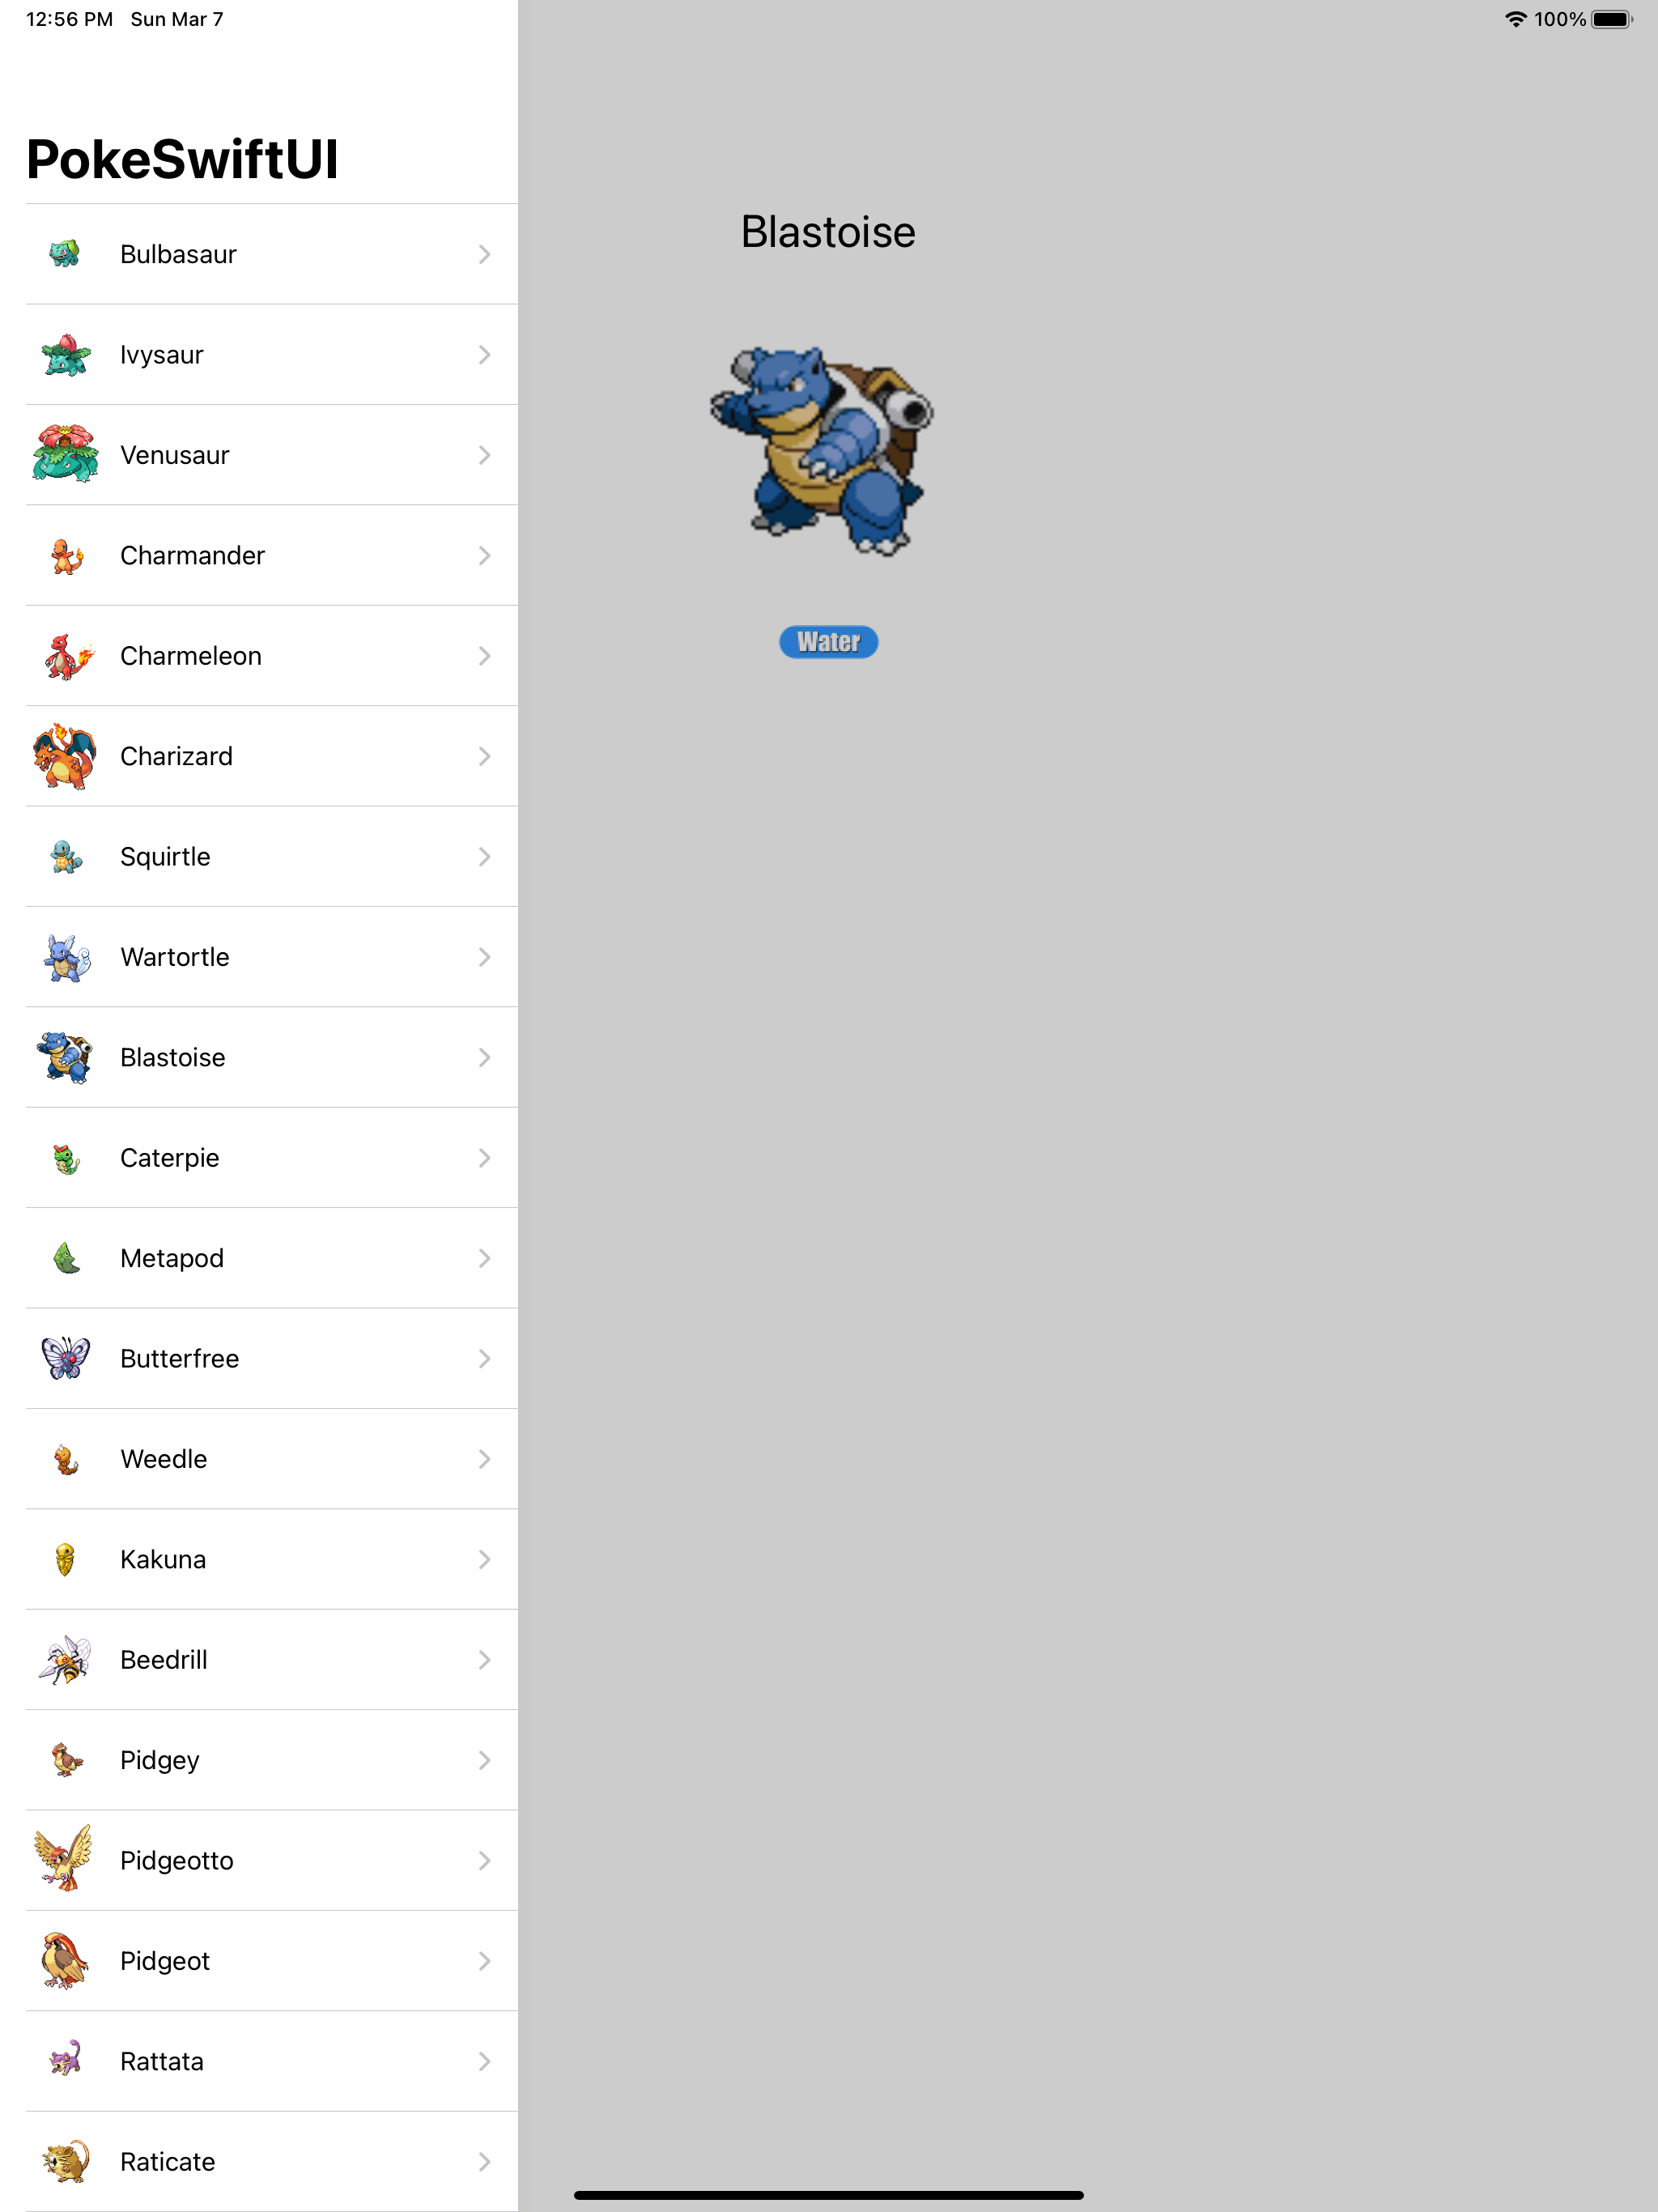 12:56 PM Sun Mar 7
100%
PokeSwiftUI
Bulbasaur
Ivysaur
Venusaur
Charmander
Charmeleon
Charizard
Squirtle
Wartortle
Blastoise
Caterpie
Metapod
Butterfree
Weedle
Kakuna
Beedrill
Pidgey
Pidgeotto
Pidgeot
Rattata
Raticate
Blastoise
Water